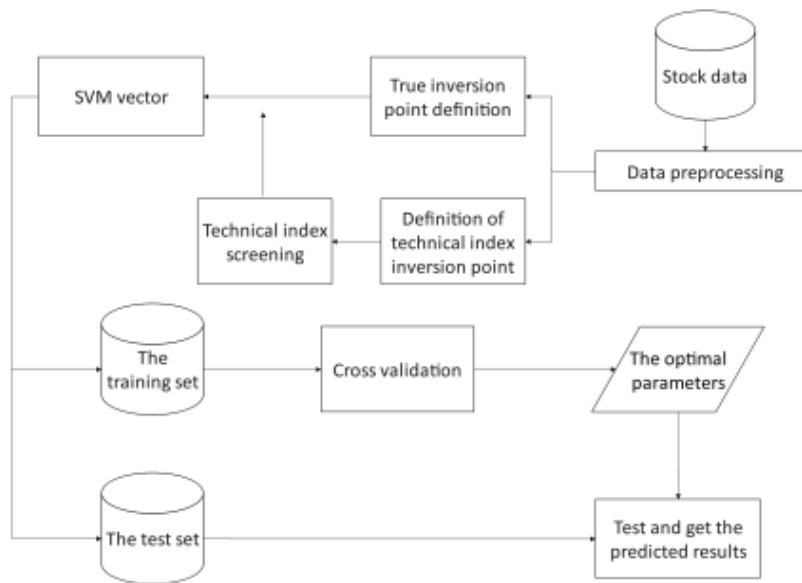 Stock data
SVM vector
True inversion
point definition
Data preprocessing
Technical index
screening
Definition of
technical index
inversion point
The
training set
Cross validation
The optimal
parameters
The test set
Test and get the
predicted results